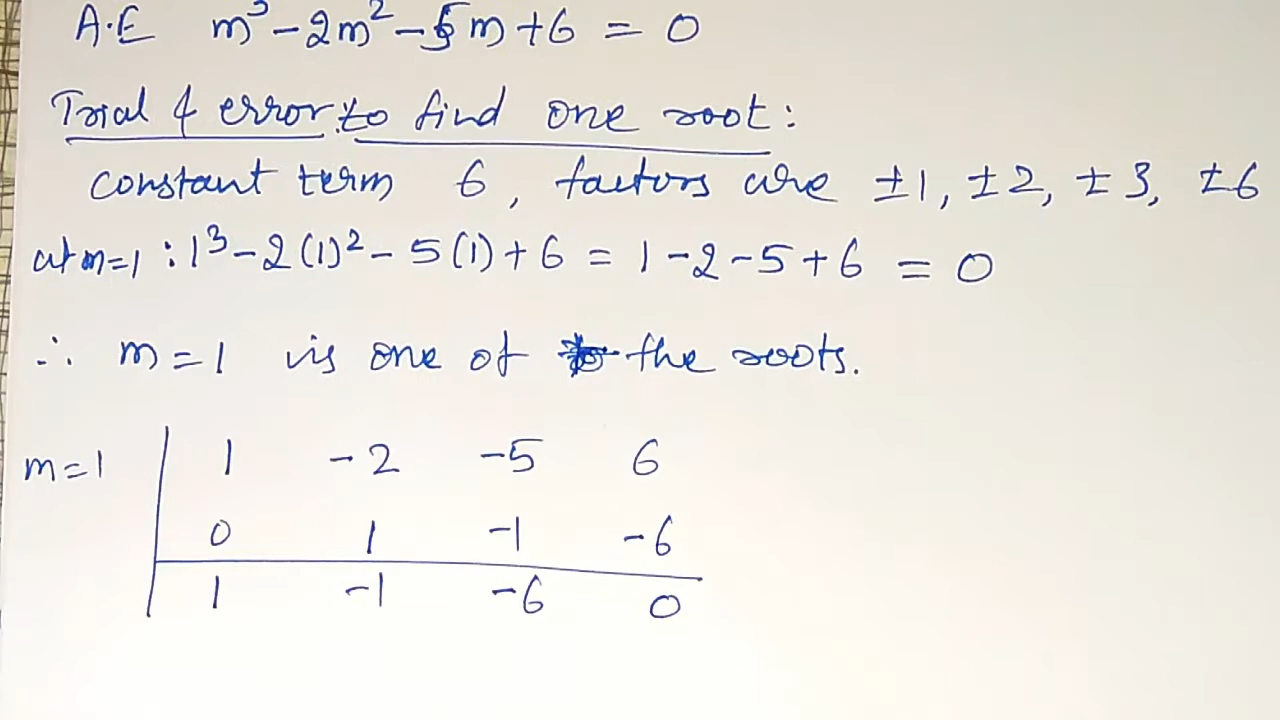 A.E m³ - 2m² - 5m + 6 = 0
Trial & error: to find one root:
constant term 6, factors are ±1, ±2, ±3, ±6
at m=1 : 1³ - 2(1)² - 5(1) + 6 = 1 - 2 - 5 + 6 = 0
∴ m = 1 is one of the roots.
m=1 | 1 -2 -5 6
0 1 -1 -6
1 -1 -6 0